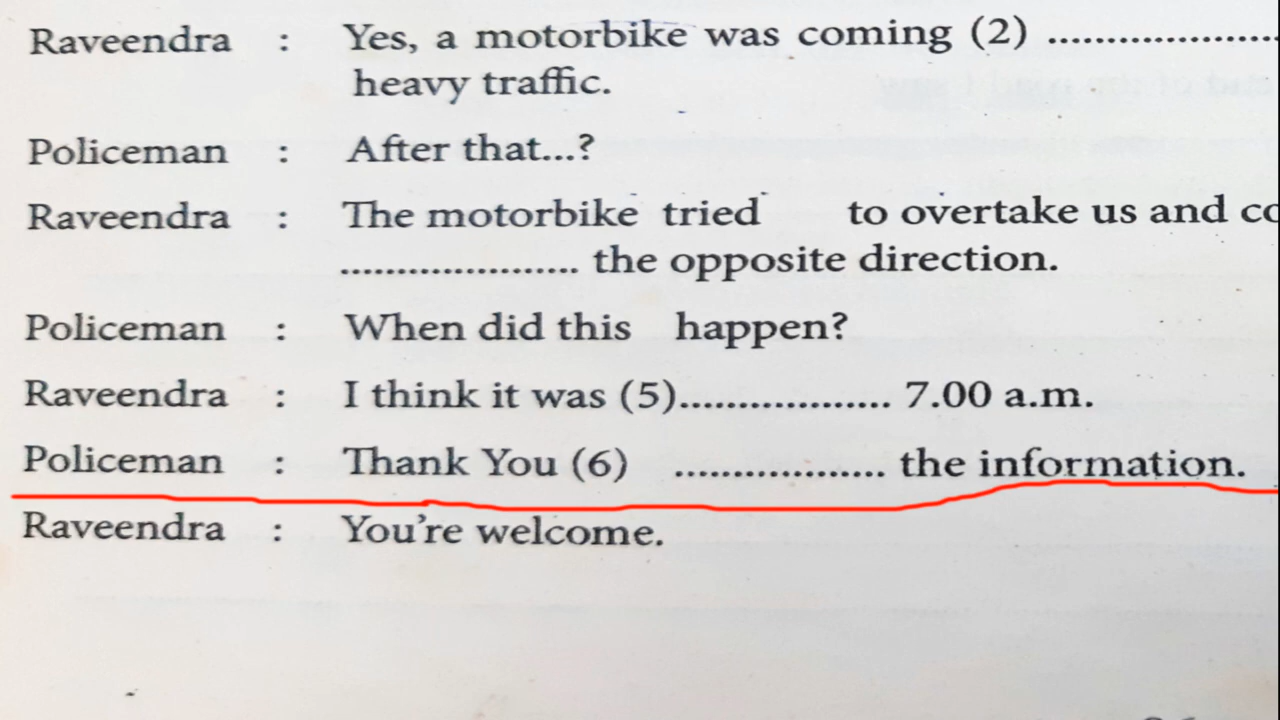 Raveendra : Yes, a motorbike was coming (2) ....................
heavy traffic.
Policeman : After that...?
Raveendra : The motorbike tried to overtake us and
..................... the opposite direction.
Policeman : When did this happen?
Raveendra : I think it was (5)................... 7.00 a.m.
Policeman : Thank You (6) ................... the information.
Raveendra : You're welcome.